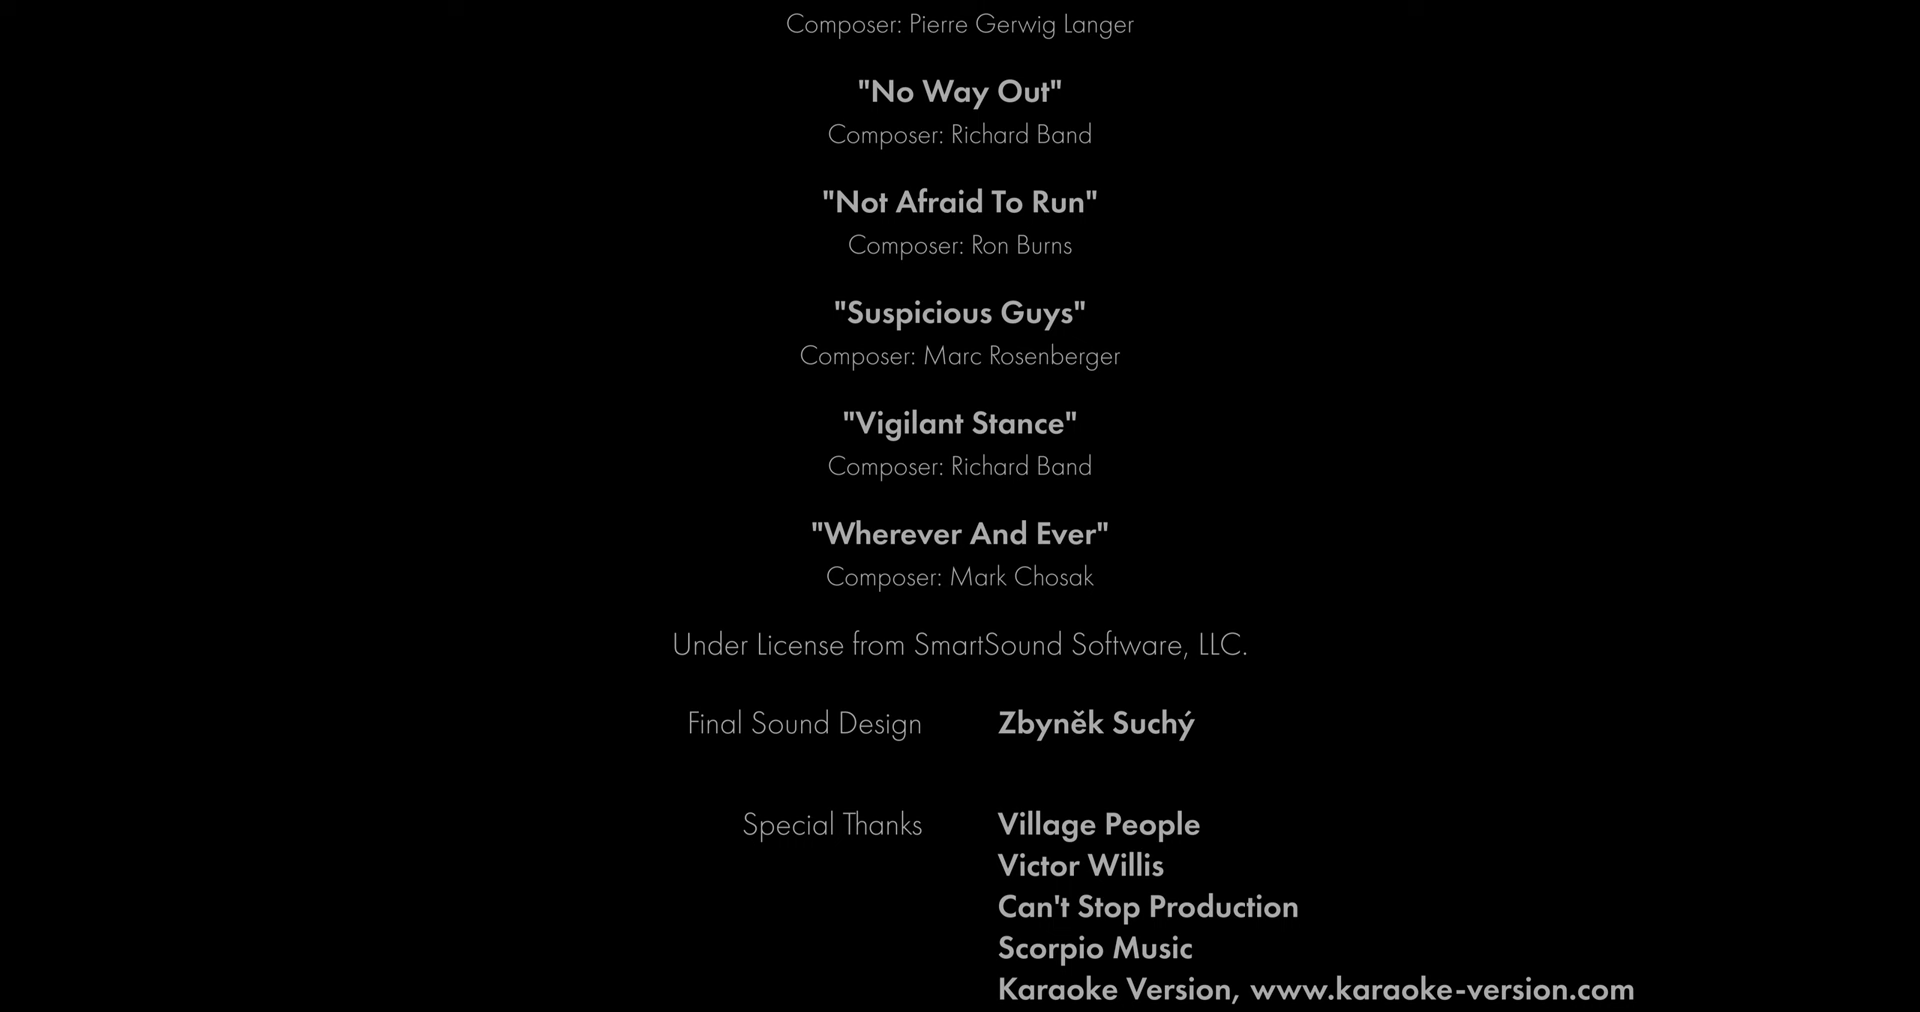 Composer: Pierre Gerwig Langer
"No Way Out"
Composer: Richard Band
"Not Afraid To Run"
Composer: Ron Burns
"Suspicious Guys"
Composer: Marc Rosenberger
"Vigilant Stance"
Composer: Richard Band
"Wherever And Ever"
Composer: Mark Chosak
Under License from SmartSound Software, LLC.
Final Sound Design Zbyněk Suchý
Special Thanks Village People
Victor Willis
Can't Stop Production
Scorpio Music
Karaoke Version, www.karaoke-version.com